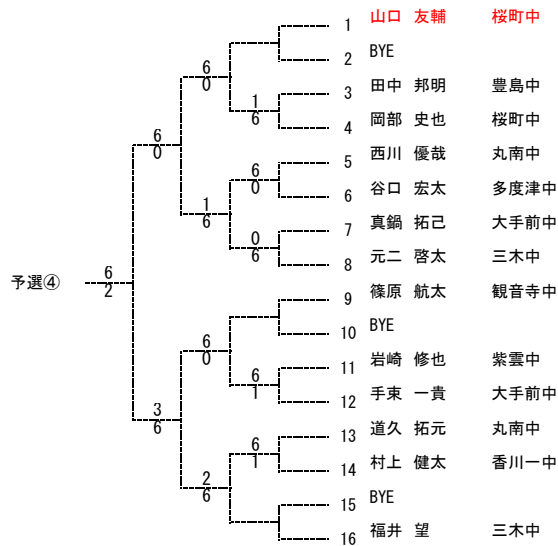 1 山口 友輔 桜町中
2 BYE
6
0
3 田中 邦明 豊島中
1
6
4 岡部 史也 桜町中
6
0
5 西川 優哉 丸南中
6
0
6 谷口 宏太 多度津中
1
6
7 真鍋 拓己 大手前中
0
6
8 元二 啓太 三木中
予選④
6
2
9 篠原 航太 観音寺中
10 BYE
6
0
11 岩崎 修也 紫雲中
6
1
12 手束 一貴 大手前中
3
6
13 道久 拓元 丸南中
6
1
14 村上 健太 香川一中
2
6
15 BYE
16 福井 望 三木中